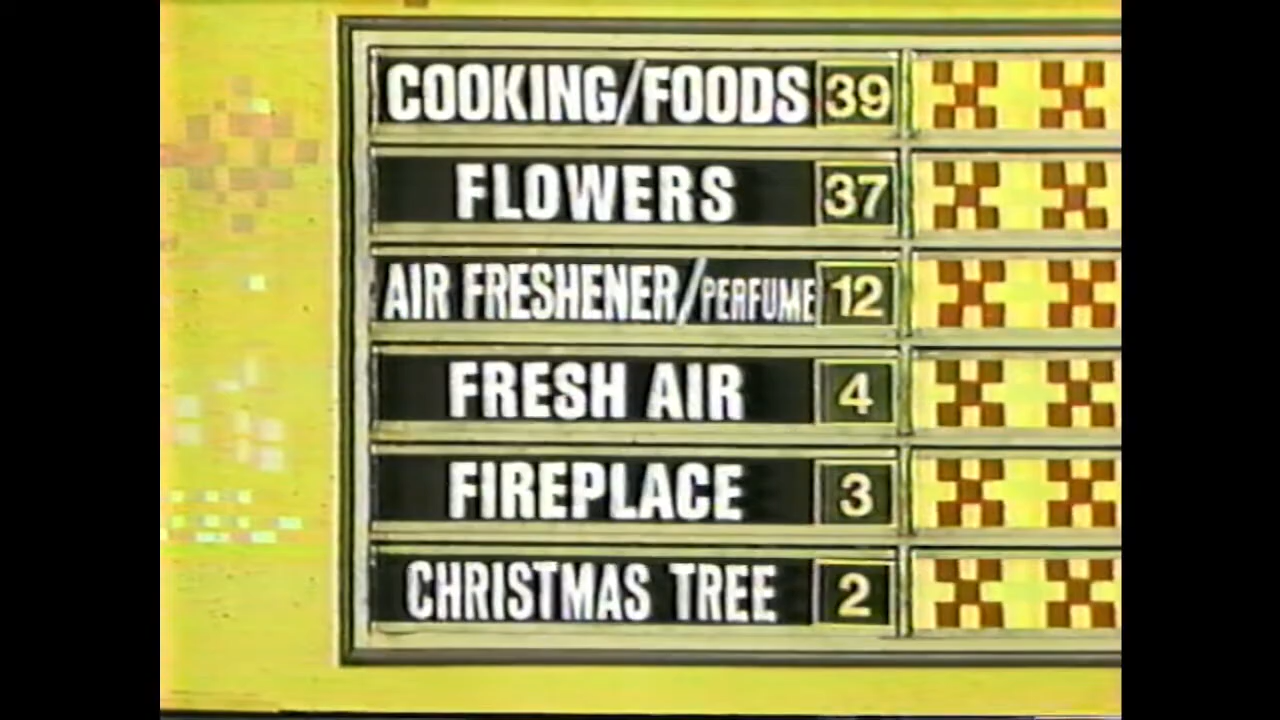 COOKING/FOODS 39
FLOWERS 37
AIR FRESHENER/PERFUME 12
FRESH AIR 4
FIREPLACE 3
CHRISTMAS TREE 2